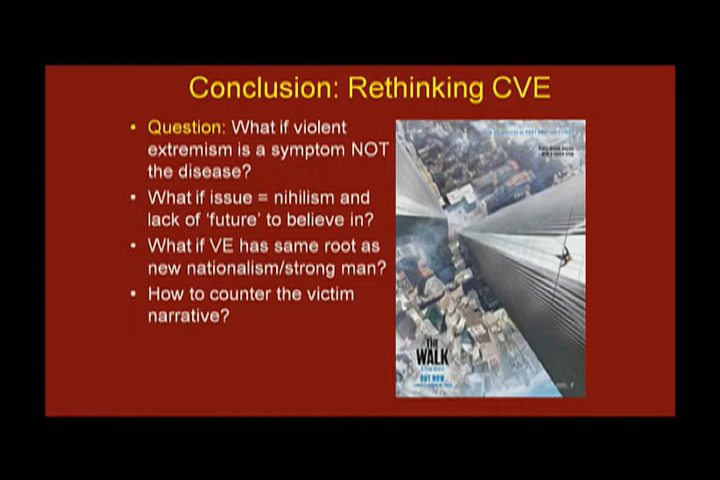 Conclusion: Rethinking CVE
• Question: What if violent
extremism is a symptom NOT
the disease?
• What if issue = nihilism and
lack of 'future' to believe in?
• What if VE has same root as
new nationalism/strong man?
• How to counter the victim
narrative?
THE
WALK
OUT NOW